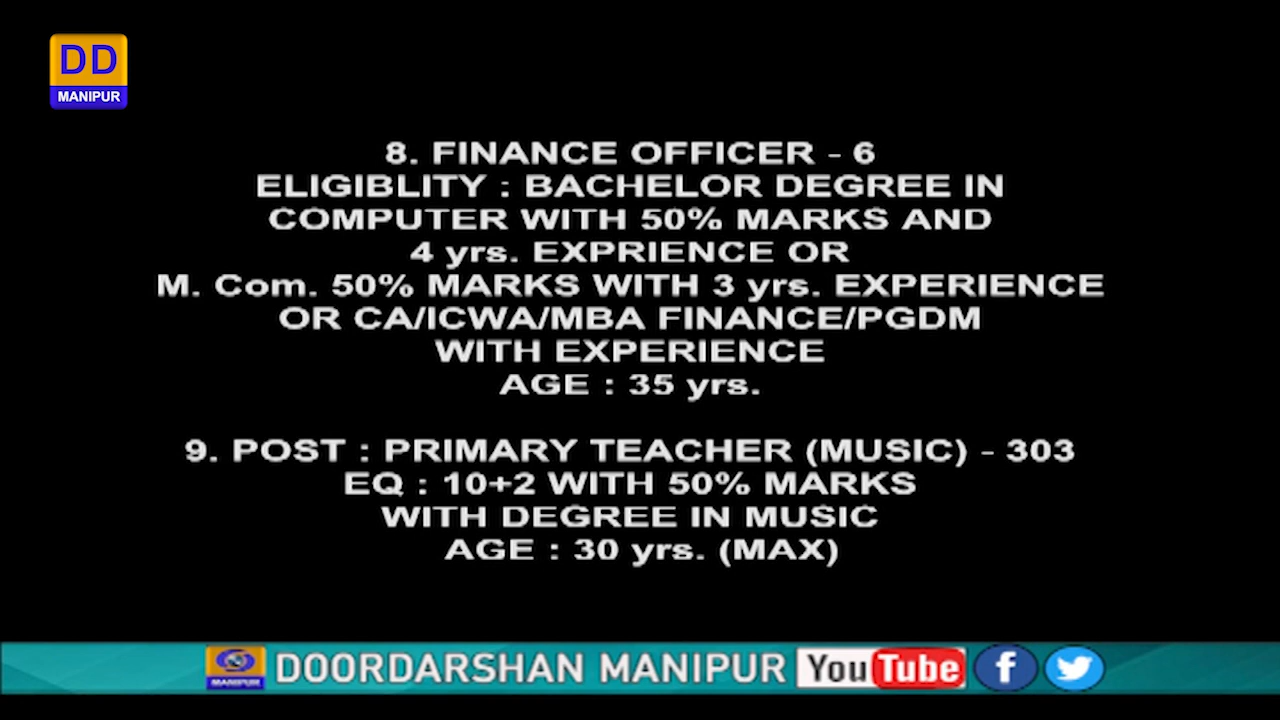 DD
MANIPUR
8. FINANCE OFFICER - 6
ELIGIBLITY : BACHELOR DEGREE IN
COMPUTER WITH 50% MARKS AND
4 yrs. EXPRIENCE OR
M. Com. 50% MARKS WITH 3 yrs. EXPERIENCE
OR CA/ICWA/MBA FINANCE/PGDM
WITH EXPERIENCE
AGE : 35 yrs.
9. POST : PRIMARY TEACHER (MUSIC) - 303
EQ : 10+2 WITH 50% MARKS
WITH DEGREE IN MUSIC
AGE : 30 yrs. (MAX)
MANIPUR DOORDARSHAN MANIPUR YouTube f